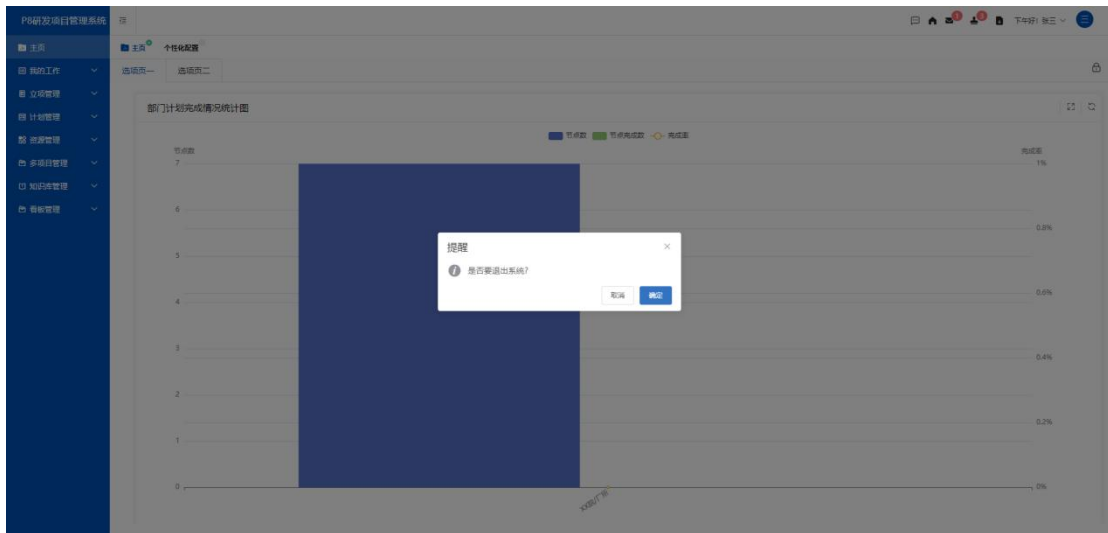 P8研发项目管理系统
下午好! 张三
主页
我的工作
立项管理
计划管理
资源管理
多项目管理
知识库管理
看板管理
主页
个性化配置
选项页一
选项页二
部门计划完成情况统计图
节点数
节点完成数
完成率
节点数
完成率
7
6
5
4
3
2
1
0
1%
0.8%
0.6%
0.4%
0.2%
0%
提醒
是否要退出系统?
取消
确定